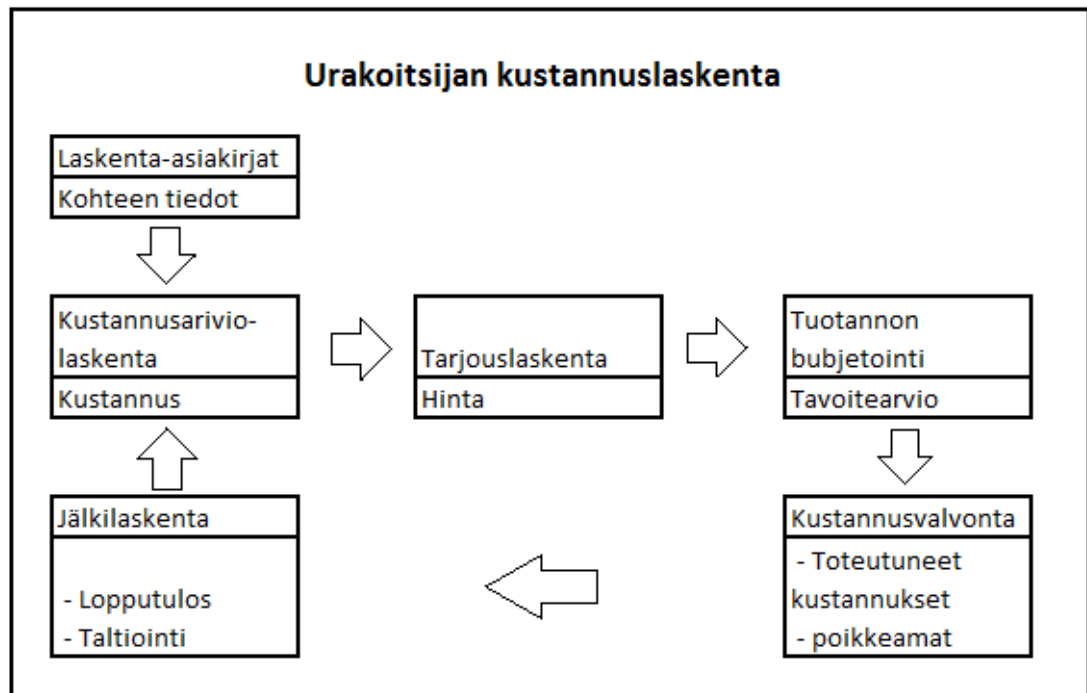 Urakoitsijan kustannuslaskenta
Laskenta-asiakirjat
Kohteen tiedot
Kustannusarivio-
laskenta
Kustannus
Tarjouslaskenta
Hinta
Tuotannon
bubjetointi
Tavoitearvio
Jälkilaskenta
- Lopputulos
- Taltiointi
Kustannusvalvonta
- Toteutuneet
kustannukset
- poikkeamat